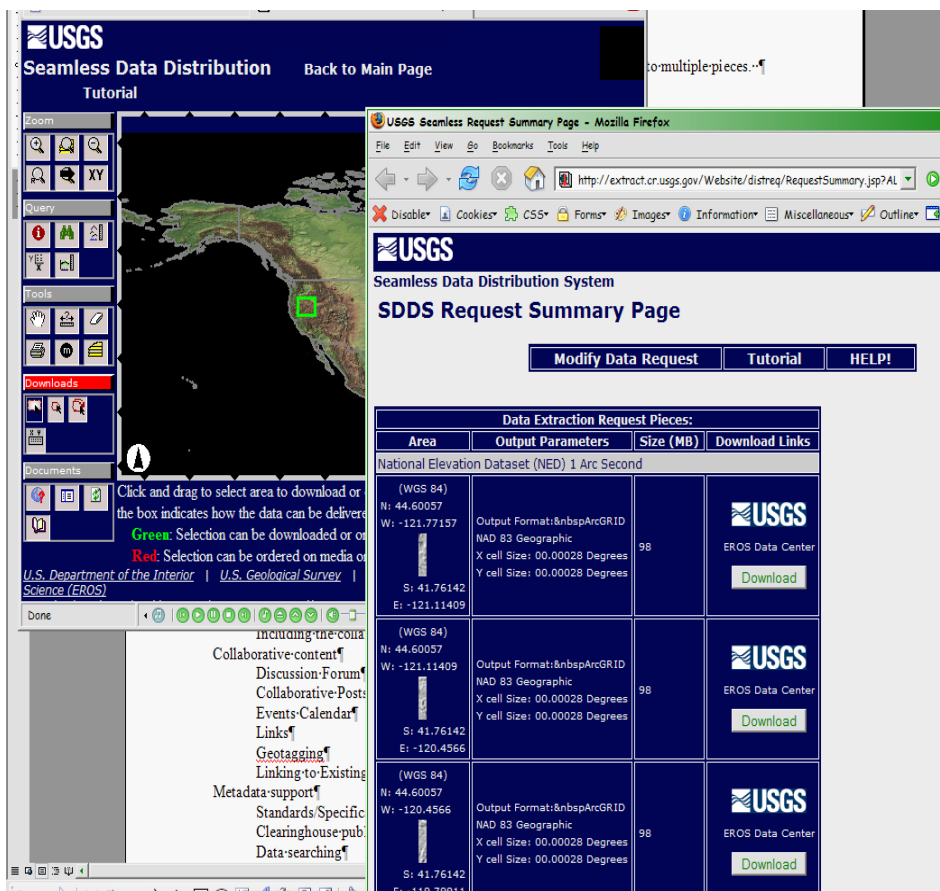 USGS
Seamless Data Distribution Back to Main Page
Tutorial
Zoom
XY
Query
Tools
Downloads
Documents
Click and drag to select area to download or
the box indicates how the data can be delivere
Green: Selection can be downloaded or or
Red: Selection can be ordered on media or
U.S. Department of the Interior | U.S. Geological Survey |
Science (EROS)
Done
to·multiple·pieces.··¶
USGS Seamless Request Summary Page - Mozilla Firefox
File Edit View Go Bookmarks Tools Help
http://extract.cr.usgs.gov/Website/distreq/RequestSummary.jsp?AL
Disable Cookies CSS Forms Images Information Miscellaneous Outline
USGS
Seamless Data Distribution System
SDDS Request Summary Page
Modify Data Request Tutorial HELP!
Data Extraction Request Pieces:
Area Output Parameters Size (MB) Download Links
National Elevation Dataset (NED) 1 Arc Second
(WGS 84)
N: 44.60057
W: -121.77157
S: 41.76142
E: -121.11409
Output Format:&nbspArcGRID
NAD 83 Geographic
X cell Size: 00.00028 Degrees
Y cell Size: 00.00028 Degrees
98
USGS
EROS Data Center
Download
(WGS 84)
N: 44.60057
W: -121.11409
S: 41.76142
E: -120.4566
Output Format:&nbspArcGRID
NAD 83 Geographic
X cell Size: 00.00028 Degrees
Y cell Size: 00.00028 Degrees
98
USGS
EROS Data Center
Download
(WGS 84)
N: 44.60057
W: -120.4566
S: 41.76142
Output Format:&nbspArcGRID
NAD 83 Geographic
X cell Size: 00.00028 Degrees
Y cell Size: 00.00028 Degrees
98
USGS
EROS Data Center
Download
Including·the·colla
Collaborative·content¶
Discussion·Forum¶
Collaborative·Posts
Events·Calendar¶
Links¶
Geotagging¶
Linking·to·Existing
Metadata·support¶
Standards/Specific
Clearinghouse·publ
Data·searching¶